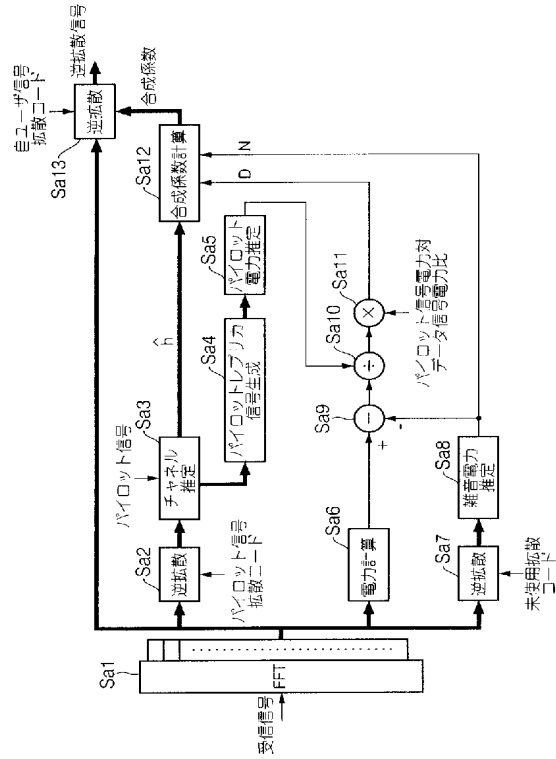 受信信号
Sa1
FFT
Sa2
逆拡散
パイロット信号
拡散コード
パイロット信号
Sa3
チャネル
推定
ĥ
Sa4
パイロットレプリカ
信号生成
Sa5
パイロット
電力推定
Sa6
電力計算
Sa7
逆拡散
未使用拡散
コード
Sa8
雑音電力
推定
Sa9
+
-
−
Sa10
÷
Sa11
×
パイロット信号電力対
データ信号電力比
D
N
Sa12
合成係数計算
合成係数
Sa13
逆拡散
自ユーザ信号
拡散コード
逆拡散信号